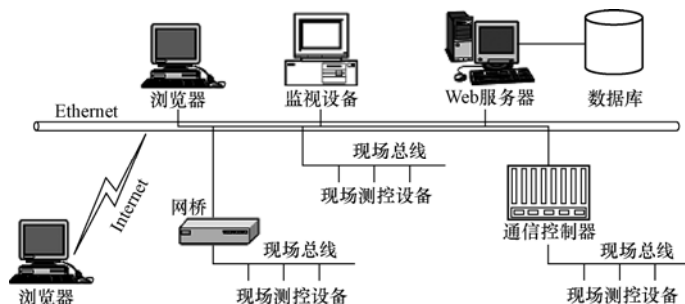 浏览器
监视设备
Web服务器
数据库
Ethernet
现场总线
现场测控设备
Internet
网桥
通信控制器
现场总线
现场总线
浏览器
现场测控设备
现场测控设备